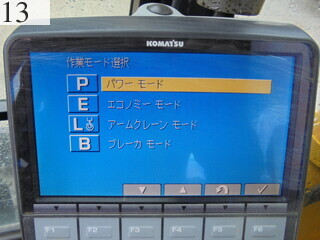 13
KOMATSU
作業モード選択
P パワー モード
E エコノミー モード
L アームクレーン モード
B ブレーカ モード
F1 F2 F3 F4 F5 F6